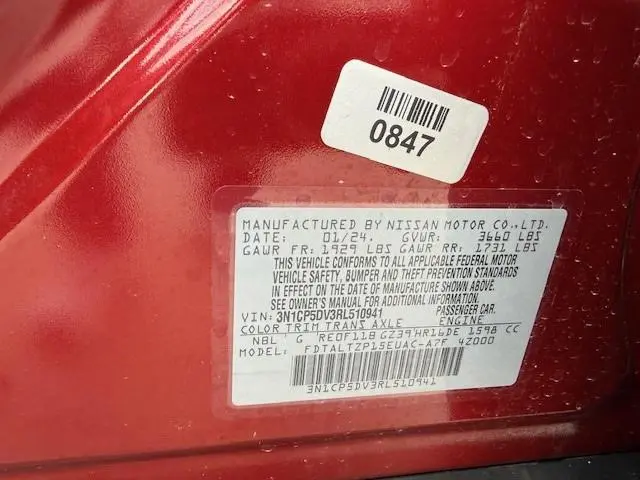 0847
MANUFACTURED BY NISSAN MOTOR CO.,LTD.
DATE: 01/24. GVWR: 3660 LBS
GAWR FR: 1929 LBS GAWR RR: 1731 LBS
THIS VEHICLE CONFORMS TO ALL APPLICABLE FEDERAL MOTOR
VEHICLE SAFETY, BUMPER AND THEFT PREVENTION STANDARDS
IN EFFECT ON THE DATE OF MANUFACTURE SHOWN ABOVE.
SEE OWNER'S MANUAL FOR ADDITIONAL INFORMATION.
VIN: 3N1CP5DV3RL510941 PASSENGER CAR.
COLOR TRIM TRANS AXLE ENGINE
NBL G RE0F11B GZ39 HR16DE 1598 CC
MODEL: FDTALTZP15EUAC-A7F 4Z000
3N1CP5DV3RL510941